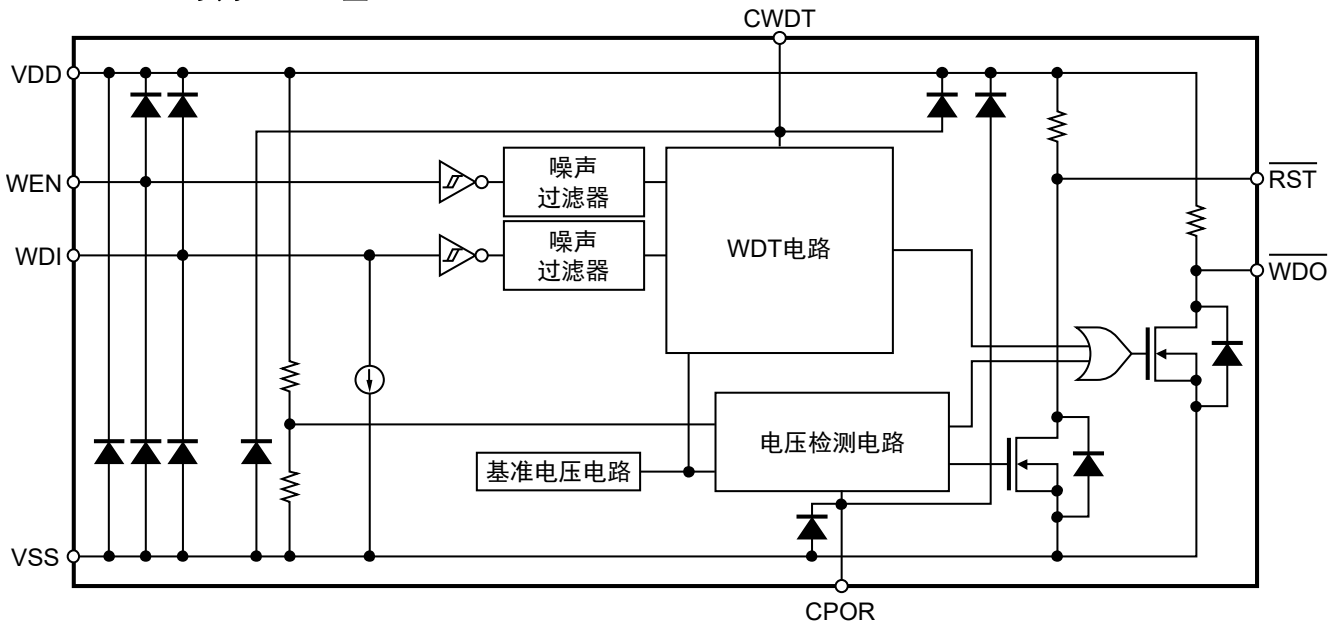 CWDT
VDD
WEN
噪声
过滤器
RST
WDI
噪声
过滤器
WDT电路
WDO
电压检测电路
基准电压电路
VSS
CPOR